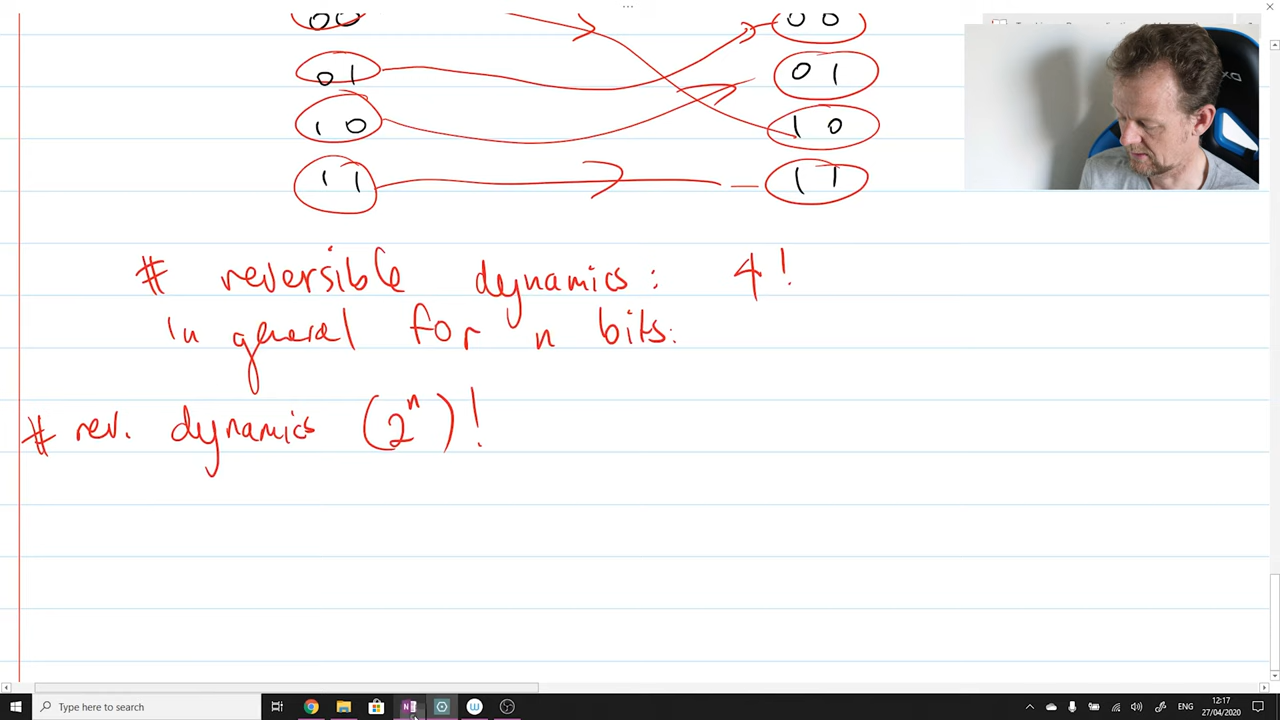 00 00
01 01
10 10
11 11
# reversible dynamics: 4!
in general for n bits:
# rev. dynamics (2^n)!
Type here to search
ENG
12:17
27/04/2020